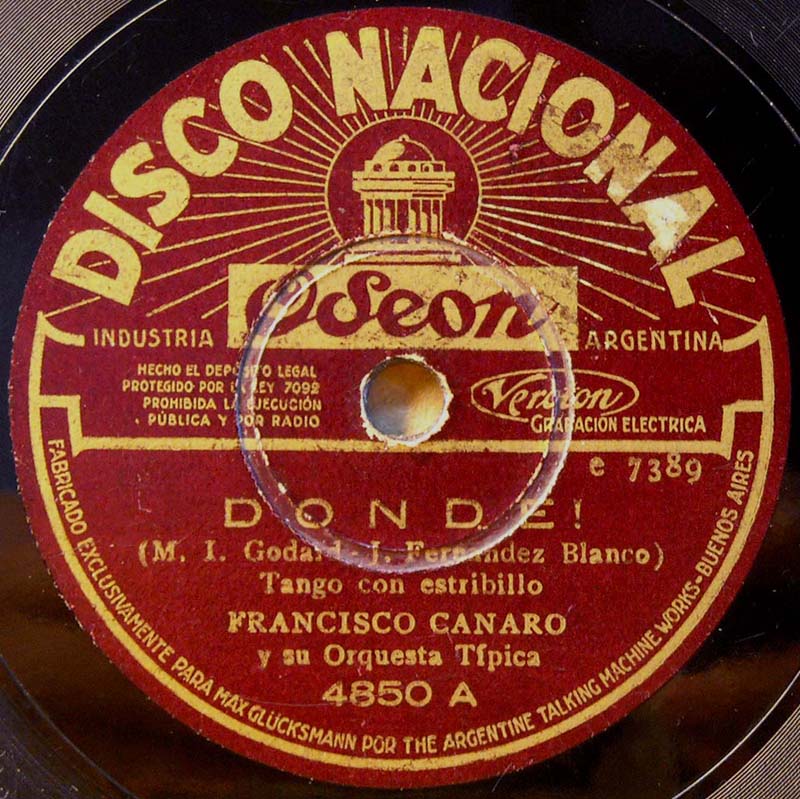 DISCO NACIONAL
Odeon
INDUSTRIA
ARGENTINA
HECHO EL DEPOSITO LEGAL
PROTEGIDO POR LA LEY 7092
PROHIBIDA LA EJECUCIÓN
PÚBLICA Y POR RADIO
Veroton
GRABACION ELECTRICA
e 7389
DONDE!
(M. I. Godard - J. Fernandez Blanco)
Tango con estribillo
FRANCISCO CANARO
y su Orquesta Típica
4850 A
FABRICADO EXCLUSIVAMENTE PARA MAX GLÜCKSMANN POR THE ARGENTINE TALKING MACHINE WORKS-BUENOS AIRES